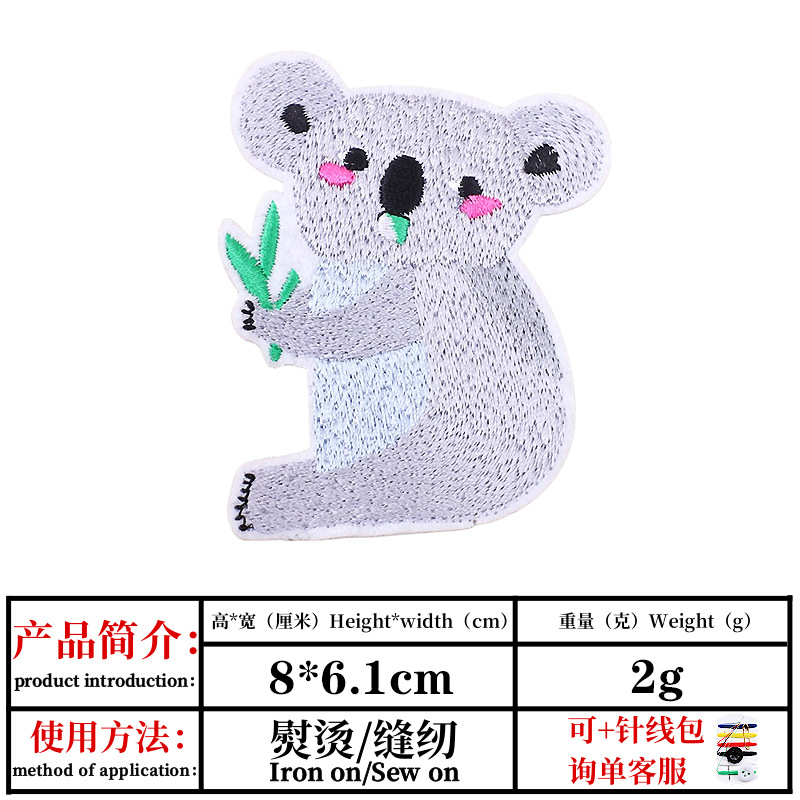 产品简介：
product introduction:
高*宽（厘米）Height*width（cm）
重量（克）Weight（g）
8*6.1cm
2g
使用方法：
method of application:
熨烫/缝纫
Iron on/Sew on
可+针线包
询单客服